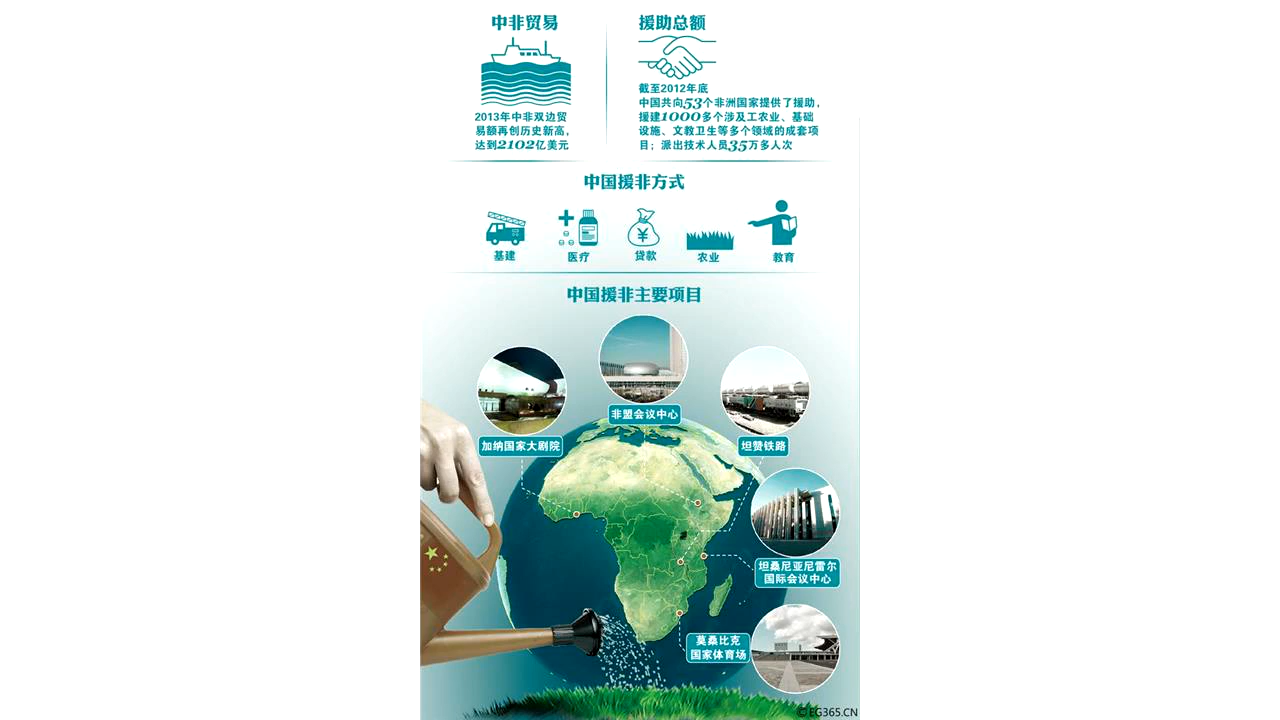 中非贸易
2013年中非双边贸
易额再创历史新高,
达到2102亿美元
援助总额
截至2012年底
中国共向53个非洲国家提供了援助,
援建1000多个涉及工农业、基础
设施、文教卫生等多个领域的成套项
目；派出技术人员35万多人次
中国援非方式
基建
医疗
¥
贷款
农业
教育
中国援非主要项目
非盟会议中心
加纳国家大剧院
坦赞铁路
坦桑尼亚尼雷尔
国际会议中心
莫桑比克
国家体育场
©EG365.CN